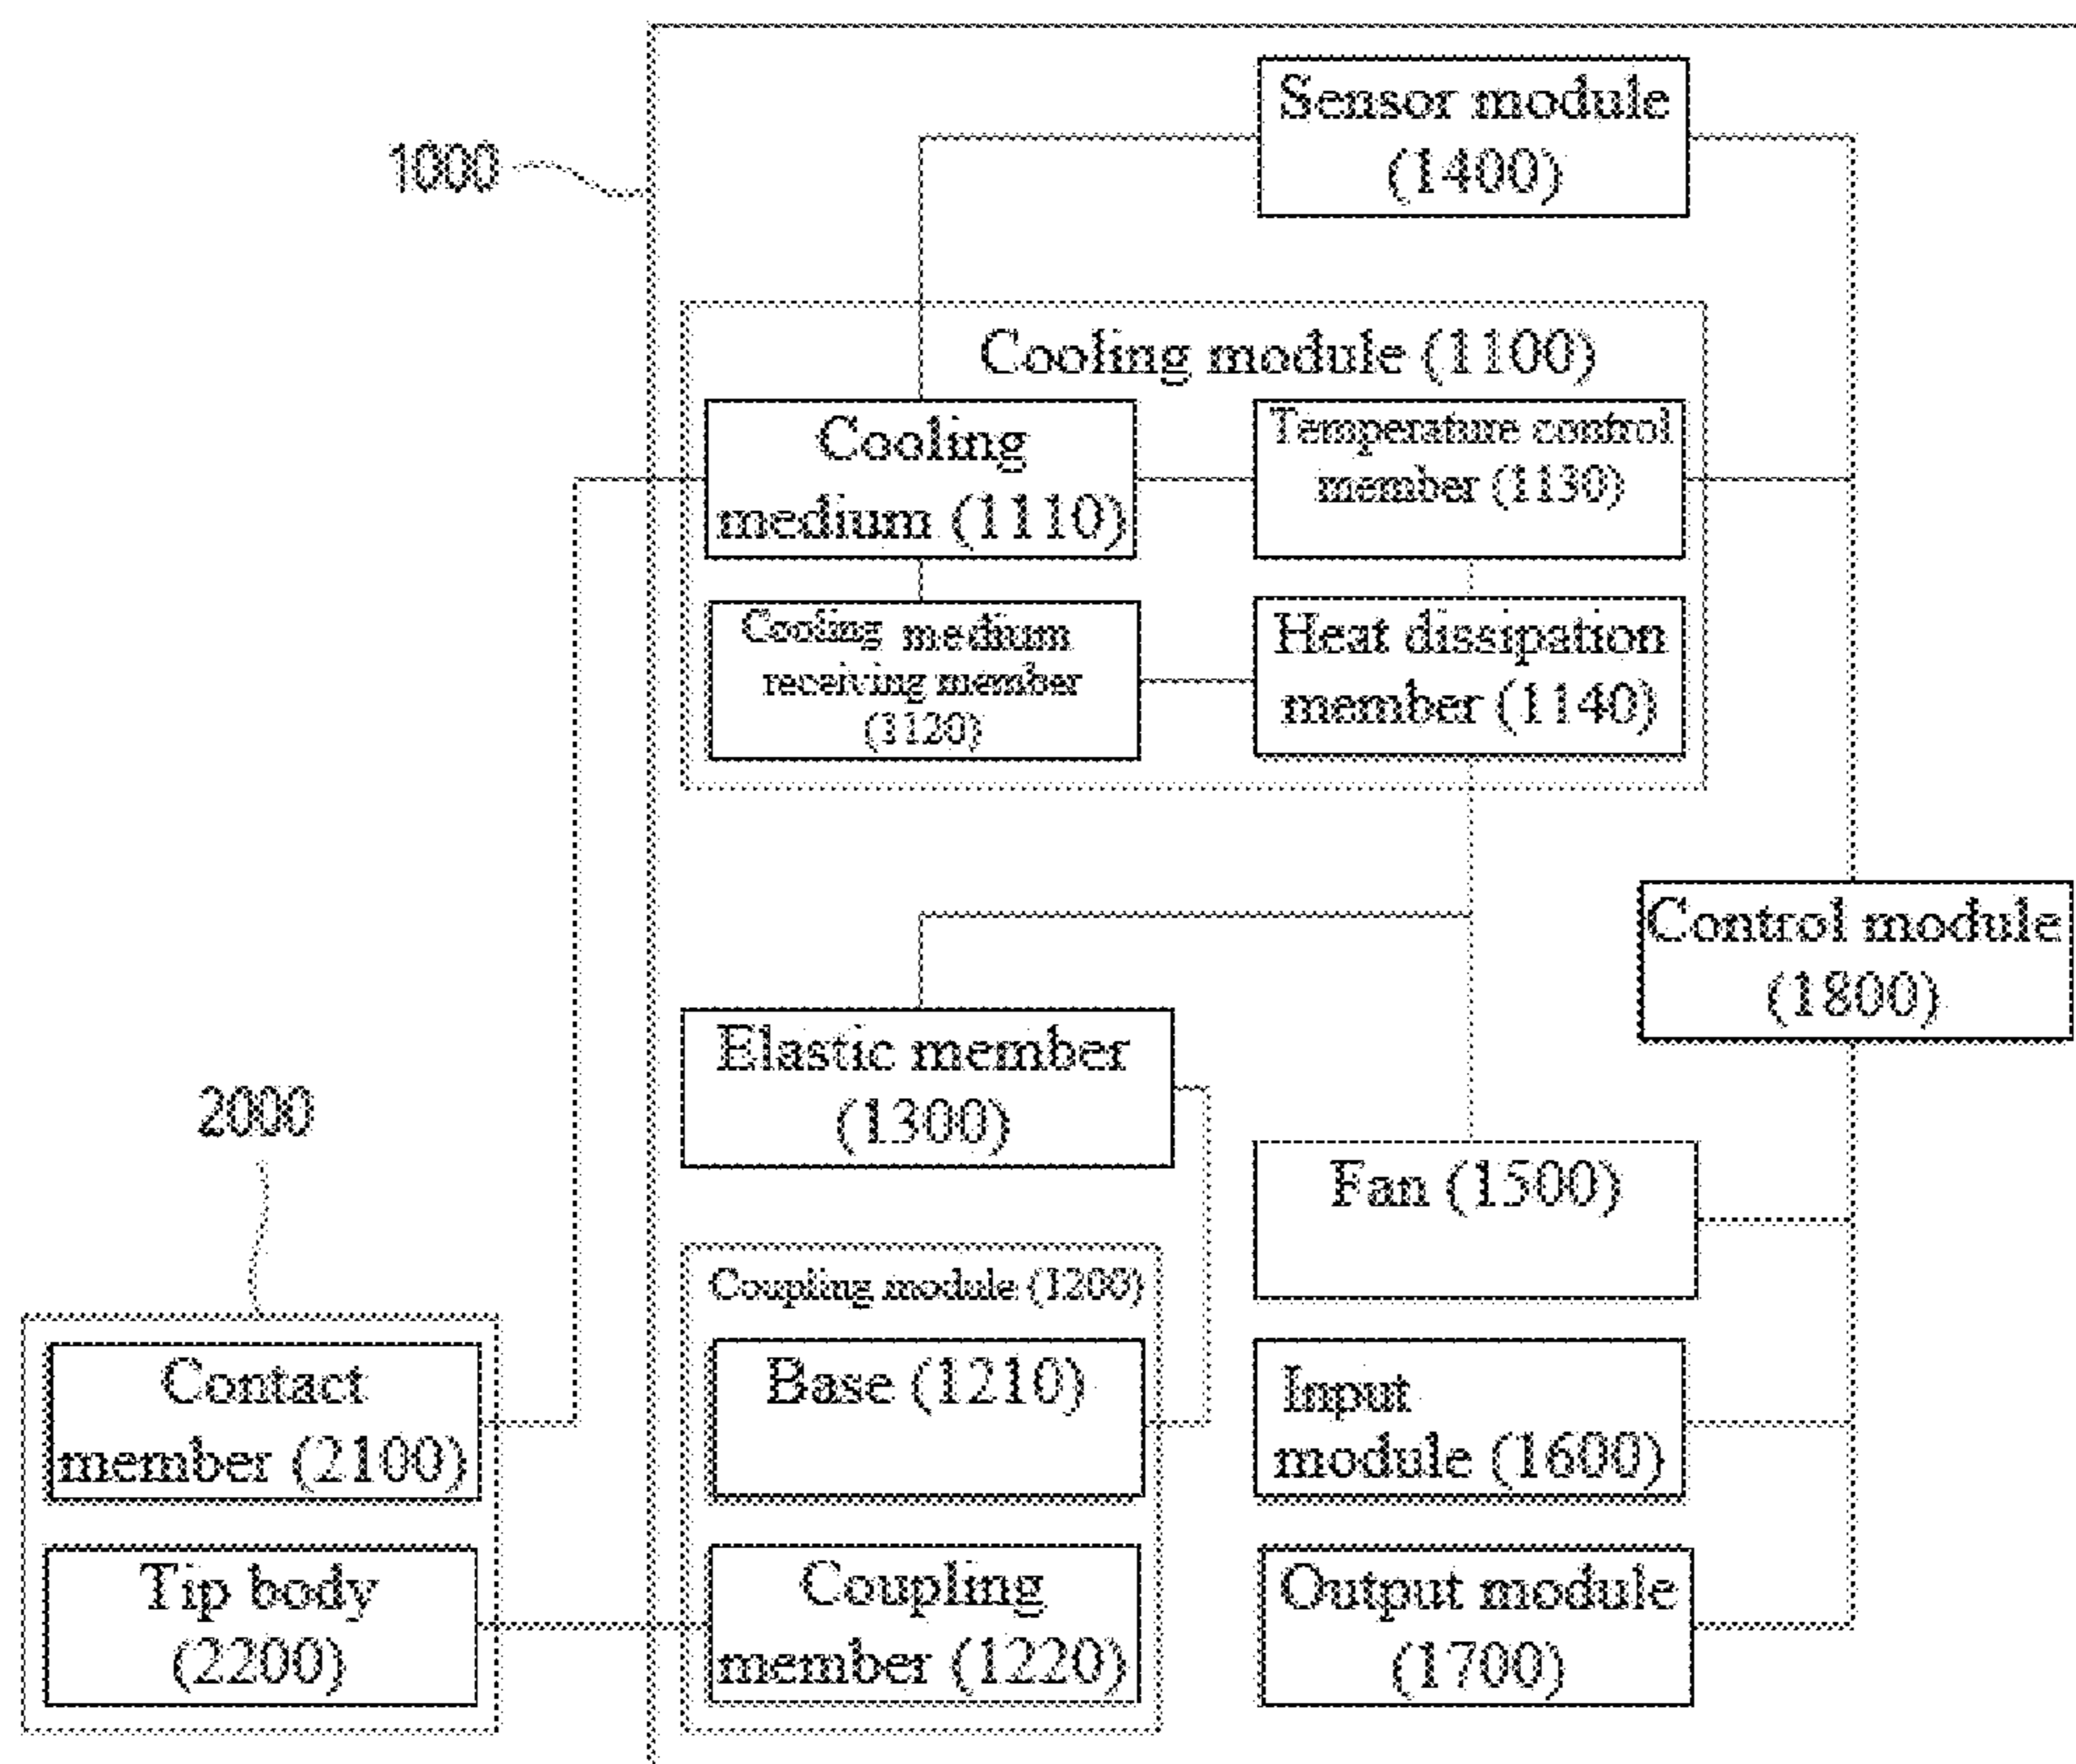 Sensor module
(1400)
1000
Cooling module (1100)
Cooling
medium (1110)
Temperature control
member (1130)
Cooling medium
receiving member
(1120)
Heat dissipation
member (1140)
Control module
(1800)
Elastic member
(1300)
2000
Fan (1500)
Coupling module (1200)
Contact
member (2100)
Base (1210)
Input
module (1600)
Tip body
(2200)
Coupling
member (1220)
Output module
(1700)